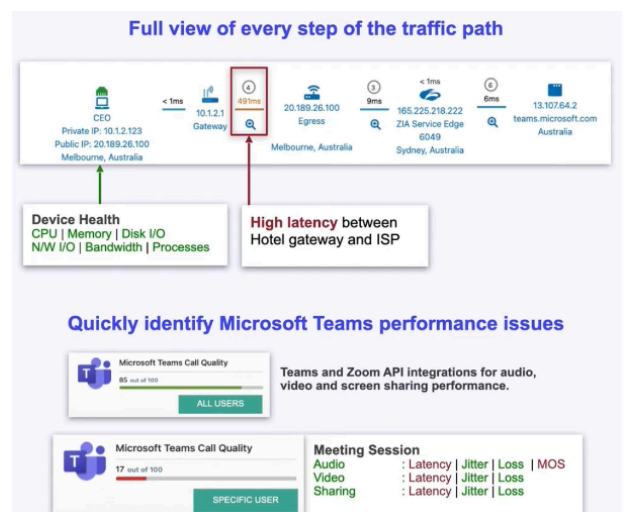 Full view of every step of the traffic path
CEO
Private IP: 10.1.2.123
Public IP: 20.189.26.100
Melbourne, Australia
< 1ms
10.1.2.1
Gateway
4
491ms
20.189.26.100
Egress
Melbourne, Australia
3
9ms
< 1ms
165.225.218.222
ZIA Service Edge
6049
Sydney, Australia
6
6ms
13.107.64.2
teams.microsoft.com
Australia
Device Health
CPU | Memory | Disk I/O
N/W I/O | Bandwidth | Processes
High latency between
Hotel gateway and ISP
Quickly identify Microsoft Teams performance issues
T
Microsoft Teams Call Quality
85 out of 100
ALL USERS
Teams and Zoom API integrations for audio,
video and screen sharing performance.
T
Microsoft Teams Call Quality
17 out of 100
SPECIFIC USER
Meeting Session
Audio : Latency | Jitter | Loss | MOS
Video : Latency | Jitter | Loss
Sharing : Latency | Jitter | Loss